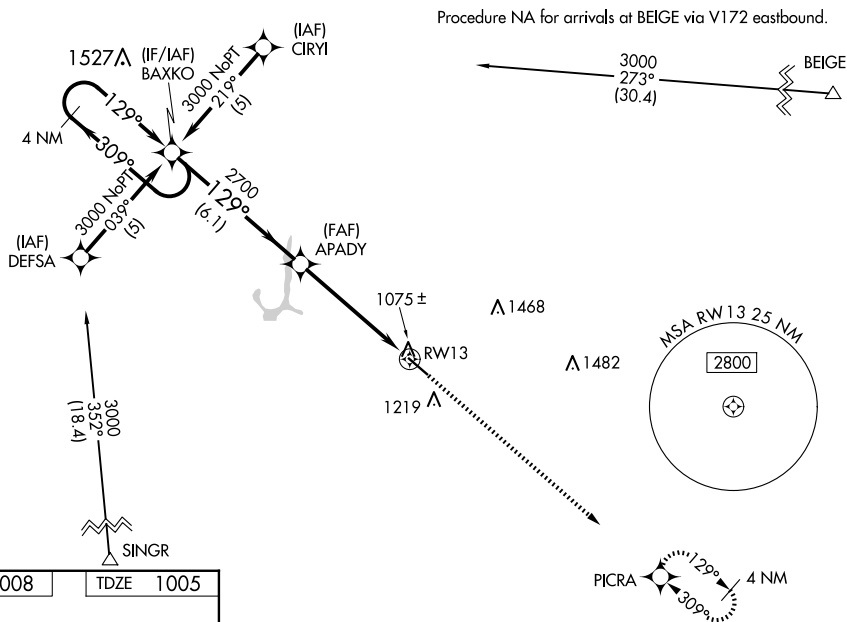 Procedure NA for arrivals at BEIGE via V172 eastbound.
1527
(IF/IAF)
BAXKO
(IAF)
CIRYI
3000 NoPT
219°
(5)
3000
273°
(30.4)
BEIGE
129°
4 NM
309°
3000 NoPT
039°
(5)
(IAF)
DEFSA
2700
129°
(6.1)
(FAF)
APADY
1075 ±
RW13
1468
1482
1219
MSA RW13 25 NM
2800
3000
352°
(18.4)
SINGR
PICRA
129°
4 NM
309°
008
TDZE 1005